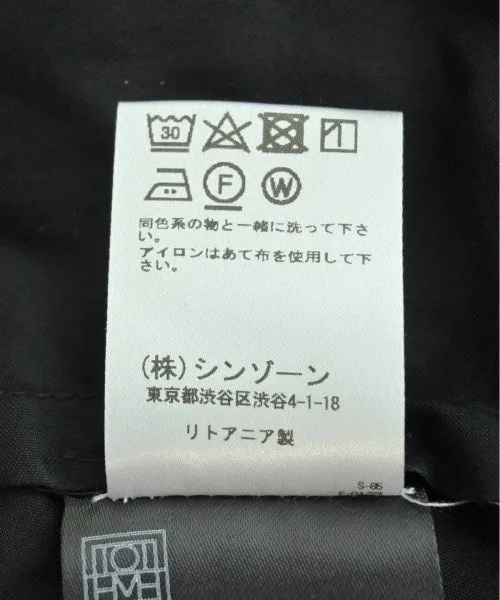 30
F W
同色系の物と一緒に洗って下さ
い。
アイロンはあて布を使用して下
さい。
(株)シンゾーン
東京都渋谷区渋谷4-1-18
リトアニア製
S-05